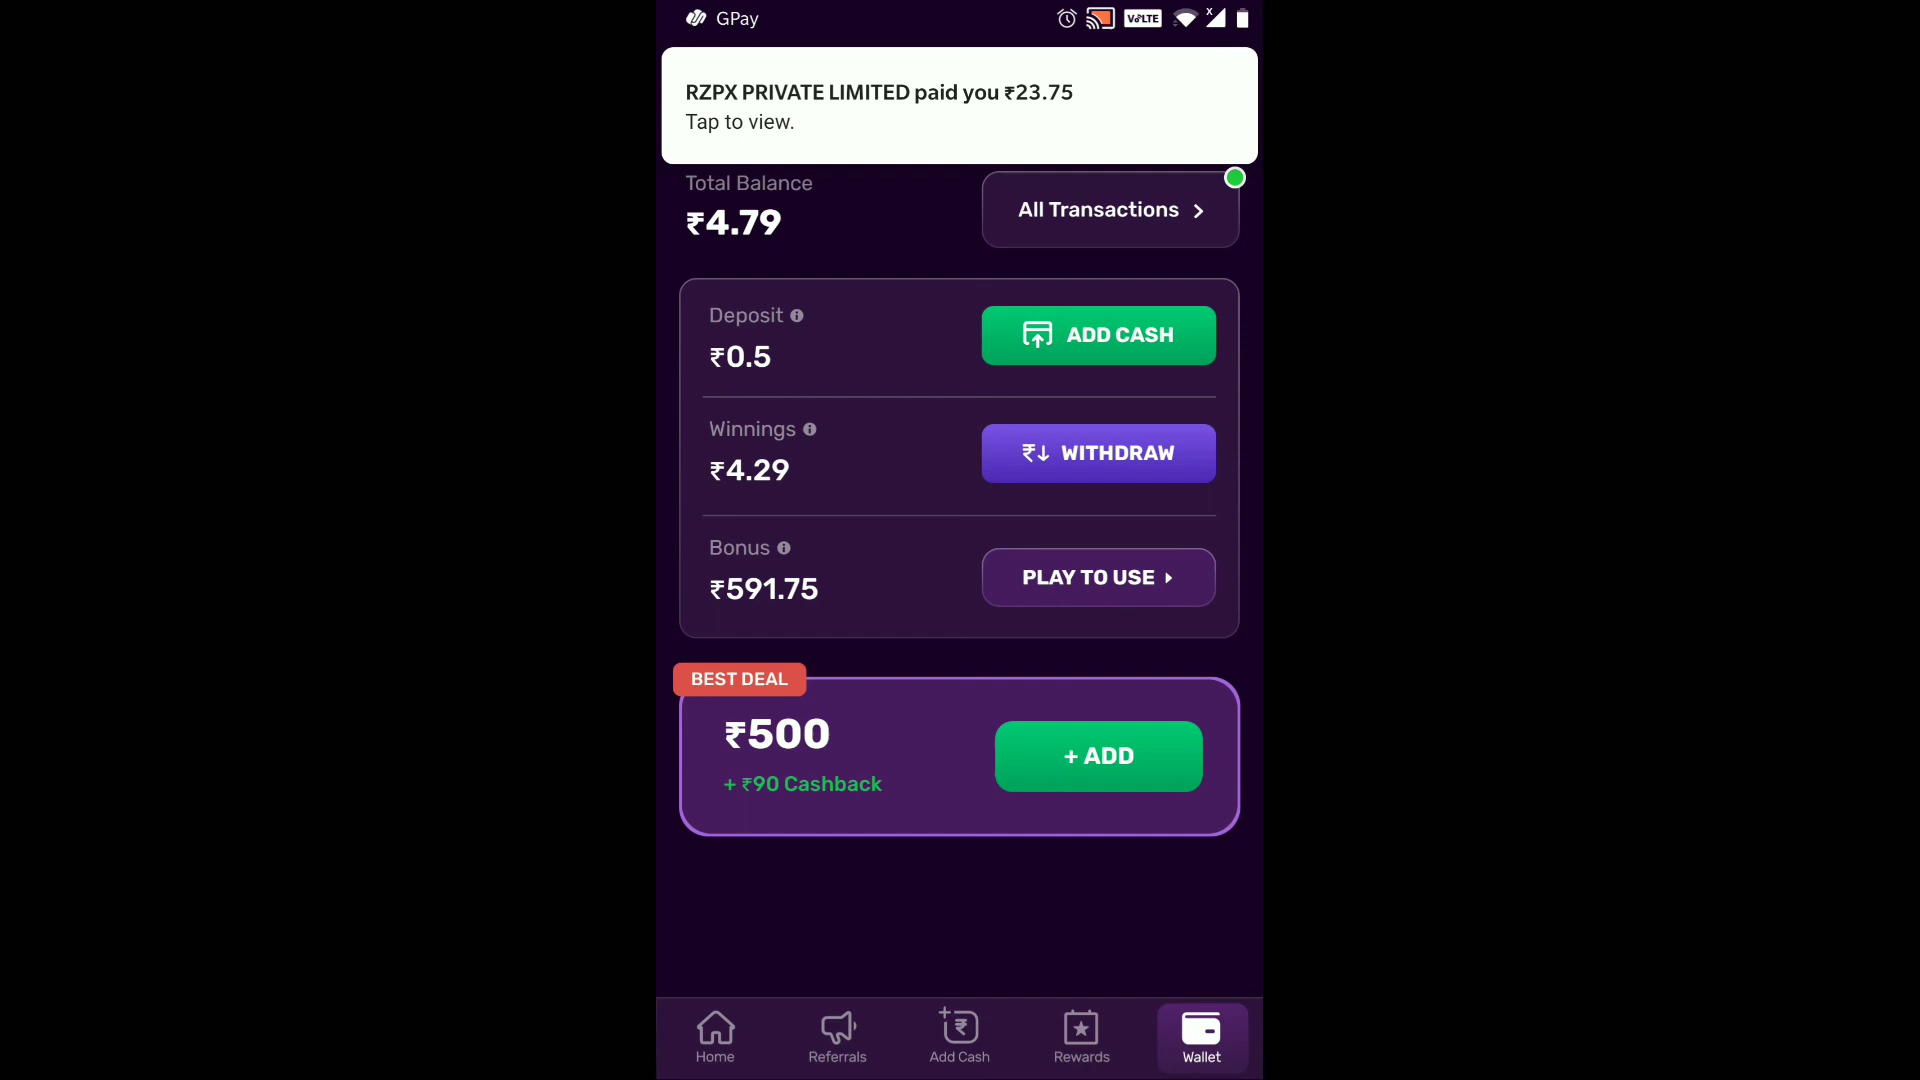 GPay
VoLTE
RZPX PRIVATE LIMITED paid you ₹23.75
Tap to view.
Total Balance
₹4.79
All Transactions
Deposit
₹0.5
ADD CASH
Winnings
₹4.29
₹↓ WITHDRAW
Bonus
₹591.75
PLAY TO USE
BEST DEAL
₹500
+ ₹90 Cashback
+ ADD
Home
Referrals
Add Cash
Rewards
Wallet